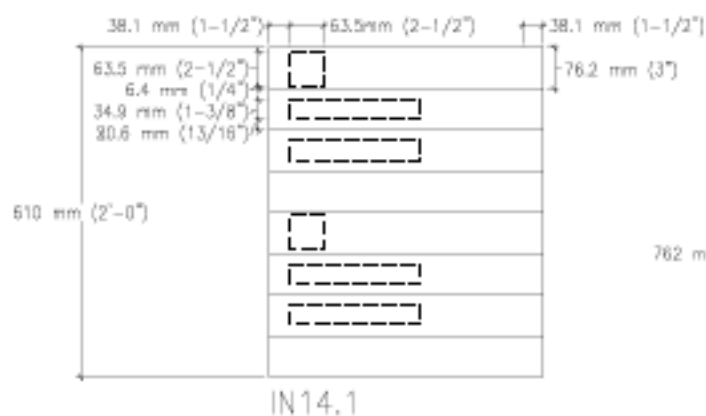 38.1 mm (1-1/2") 63.5mm (2-1/2") 38.1 mm (1-1/2")
63.5 mm (2-1/2") 76.2 mm (3")
6.4 mm (1/4")
34.9 mm (1-3/8")
20.6 mm (13/16")
610 mm (2'-0")
762 m
IN14.1